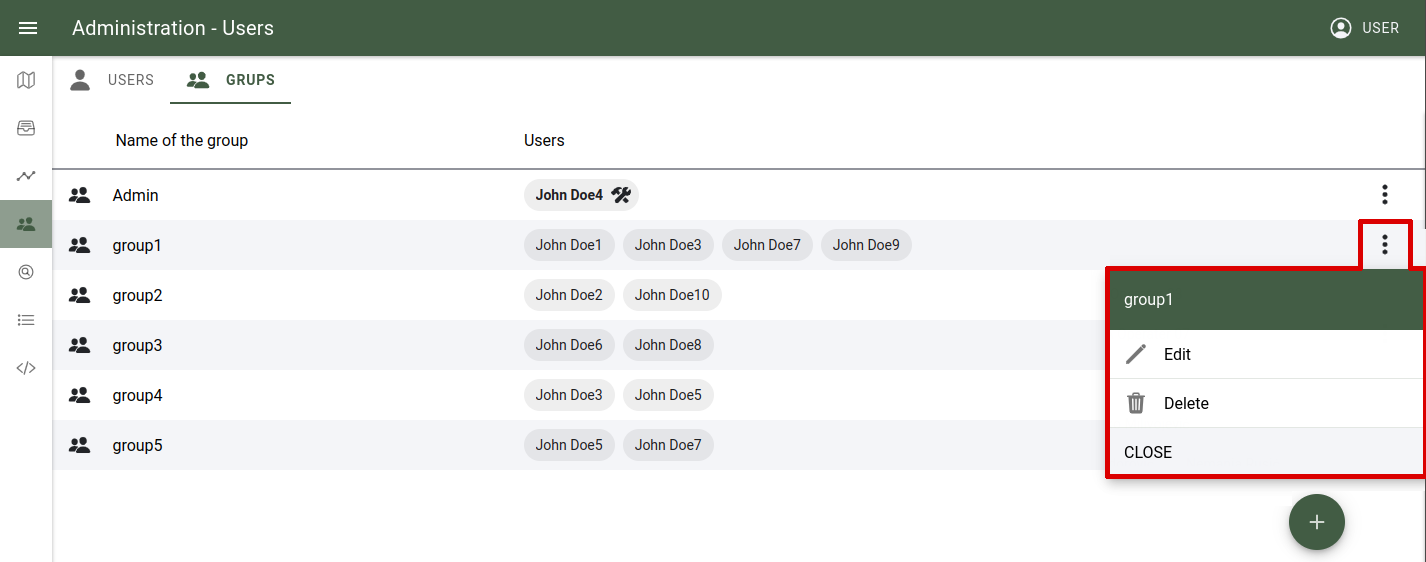 Administration - Users
USER
USERS
GRUPS
Name of the group
Users
Admin
John Doe4
group1
John Doe1 John Doe3 John Doe7 John Doe9
group2
John Doe2 John Doe10
group3
John Doe6 John Doe8
group4
John Doe3 John Doe5
group5
John Doe5 John Doe7
group1
Edit
Delete
CLOSE